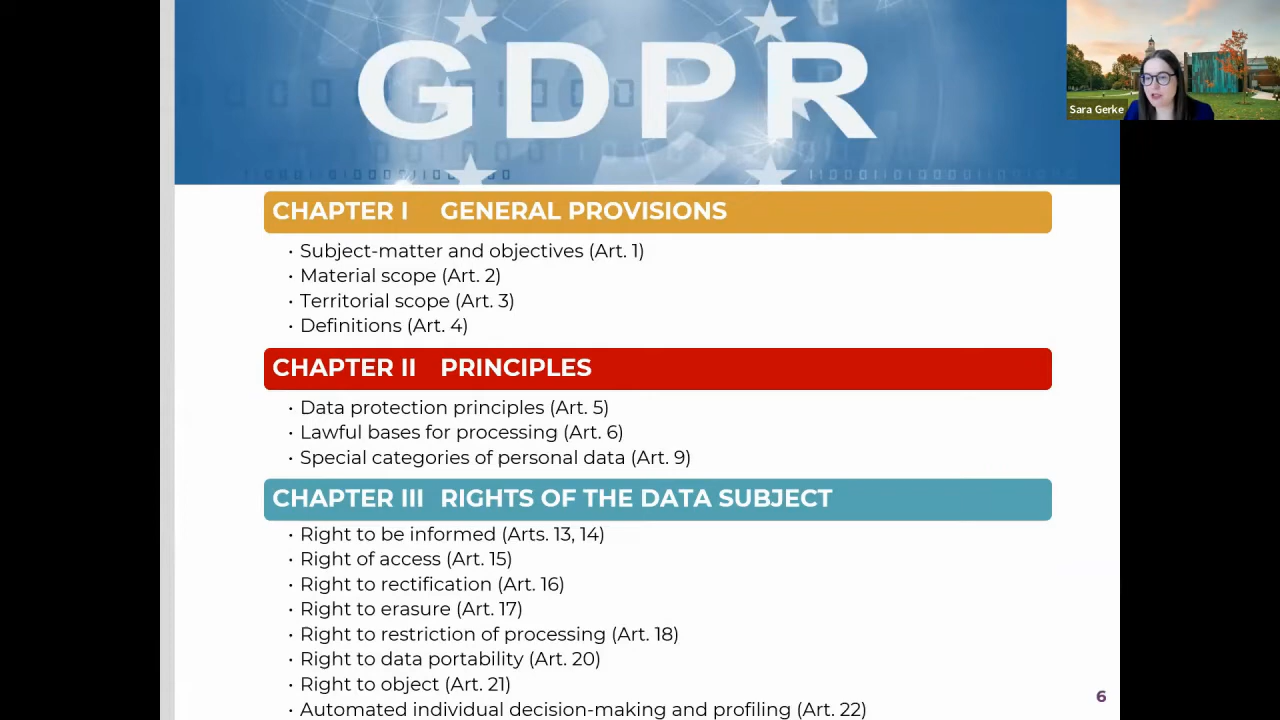 GDPR
Sara Gerke
CHAPTER I GENERAL PROVISIONS
· Subject-matter and objectives (Art. 1)
· Material scope (Art. 2)
· Territorial scope (Art. 3)
· Definitions (Art. 4)
CHAPTER II PRINCIPLES
· Data protection principles (Art. 5)
· Lawful bases for processing (Art. 6)
· Special categories of personal data (Art. 9)
CHAPTER III RIGHTS OF THE DATA SUBJECT
· Right to be informed (Arts. 13, 14)
· Right of access (Art. 15)
· Right to rectification (Art. 16)
· Right to erasure (Art. 17)
· Right to restriction of processing (Art. 18)
· Right to data portability (Art. 20)
· Right to object (Art. 21)
· Automated individual decision-making and profiling (Art. 22)
6